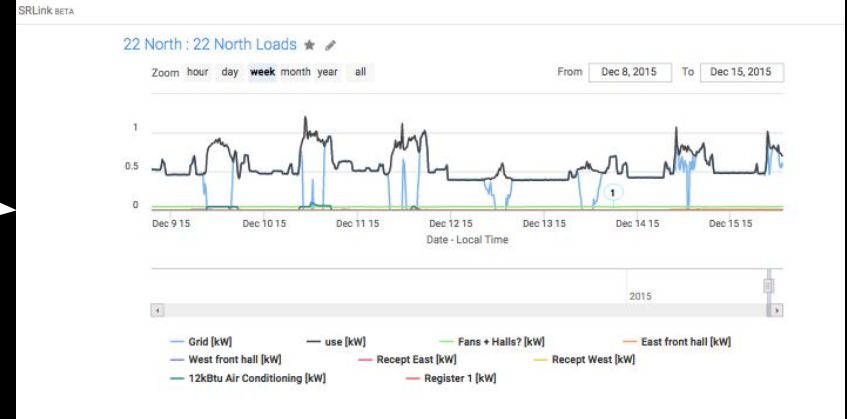 SRLink BETA
22 North : 22 North Loads
Zoom hour day week month year all From Dec 8, 2015 To Dec 15, 2015
1
0.5
0
1
Dec 9 15 Dec 10 15 Dec 11 15 Dec 12 15 Dec 13 15 Dec 14 15 Dec 15 15
Date - Local Time
2015
Grid [kW] use [kW] Fans + Halls? [kW] East front hall [kW]
West front hall [kW] Recept East [kW] Recept West [kW]
12kBtu Air Conditioning [kW] Register 1 [kW]